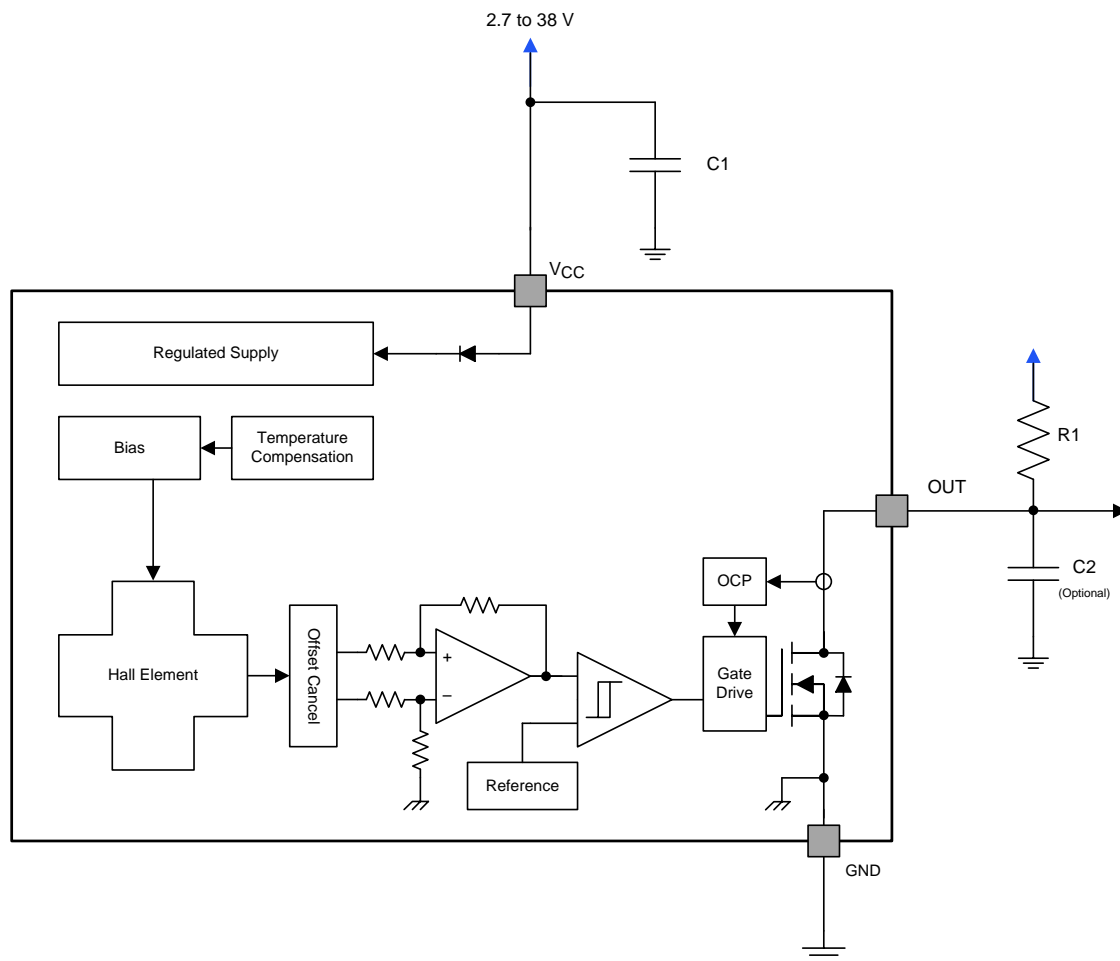 2.7 to 38 V
C1
VCC
Regulated Supply
Bias
Temperature
Compensation
R1
OUT
C2
(Optional)
OCP
Hall Element
Offset Cancel
+
–
Gate
Drive
Reference
GND